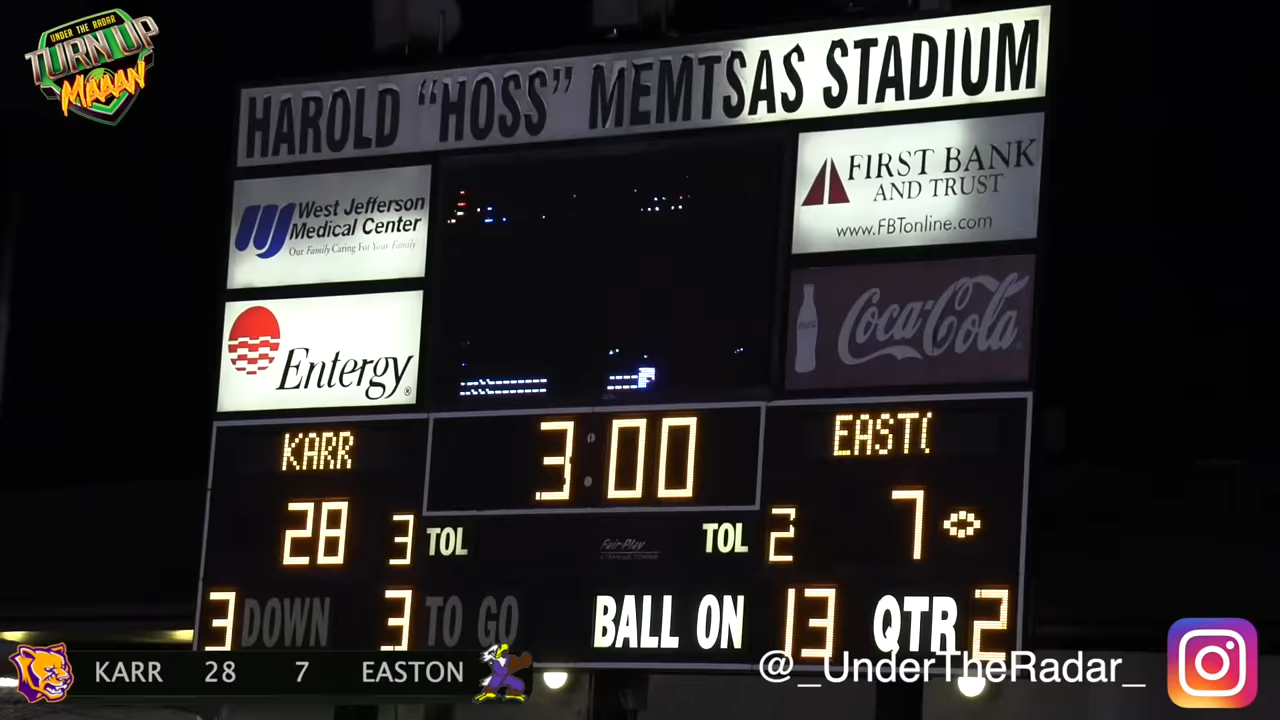 UNDER THE RADAR
TURN UP
MAAAN
HAROLD “HOSS” MEMTSAS STADIUM
West Jefferson
Medical Center
Our Family Caring For Your Family
FIRST BANK
AND TRUST
www.FBTonline.com
Entergy®
Coca-Cola
KARR
3:00
EAST(
28
3 TOL
Fair-Play
TOL 2
7
3 DOWN
3 TO GO
BALL ON 13
QTR 2
KARR 28 7 EASTON
@_UnderTheRadar_